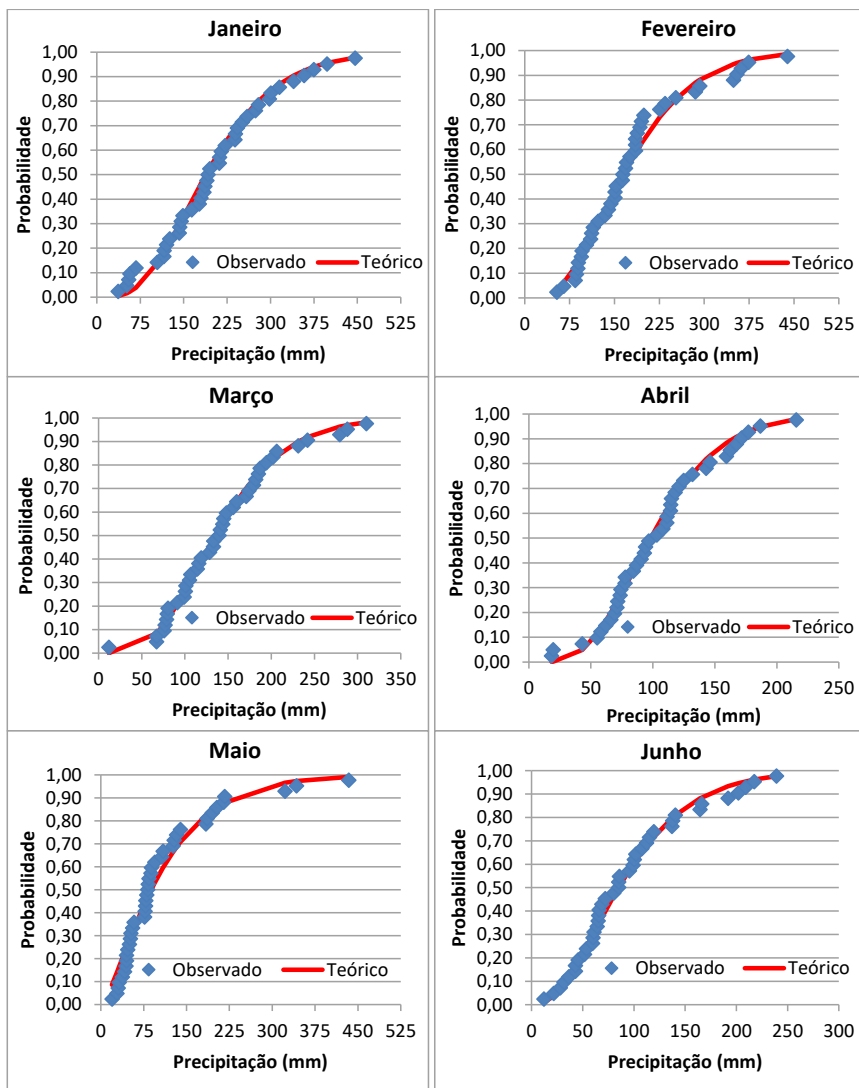 Janeiro
Probabilidade
1,00
0,90
0,80
0,70
0,60
0,50
0,40
0,30
0,20
0,10
0,00
Observado Teórico
0 75 150 225 300 375 450 525
Precipitação (mm)
Fevereiro
Probabilidade
1,00
0,90
0,80
0,70
0,60
0,50
0,40
0,30
0,20
0,10
0,00
Observado Teórico
0 75 150 225 300 375 450 525
Precipitação (mm)
Março
Probabilidade
1,00
0,90
0,80
0,70
0,60
0,50
0,40
0,30
0,20
0,10
0,00
Observado Teórico
0 50 100 150 200 250 300 350
Precipitação (mm)
Abril
Probabilidade
1,00
0,90
0,80
0,70
0,60
0,50
0,40
0,30
0,20
0,10
0,00
Observado Teórico
0 50 100 150 200 250
Precipitação (mm)
Maio
Probabilidade
1,00
0,90
0,80
0,70
0,60
0,50
0,40
0,30
0,20
0,10
0,00
Observado Teórico
0 75 150 225 300 375 450 525
Precipitação (mm)
Junho
Probabilidade
1,00
0,90
0,80
0,70
0,60
0,50
0,40
0,30
0,20
0,10
0,00
Observado Teórico
0 50 100 150 200 250 300
Precipitação (mm)